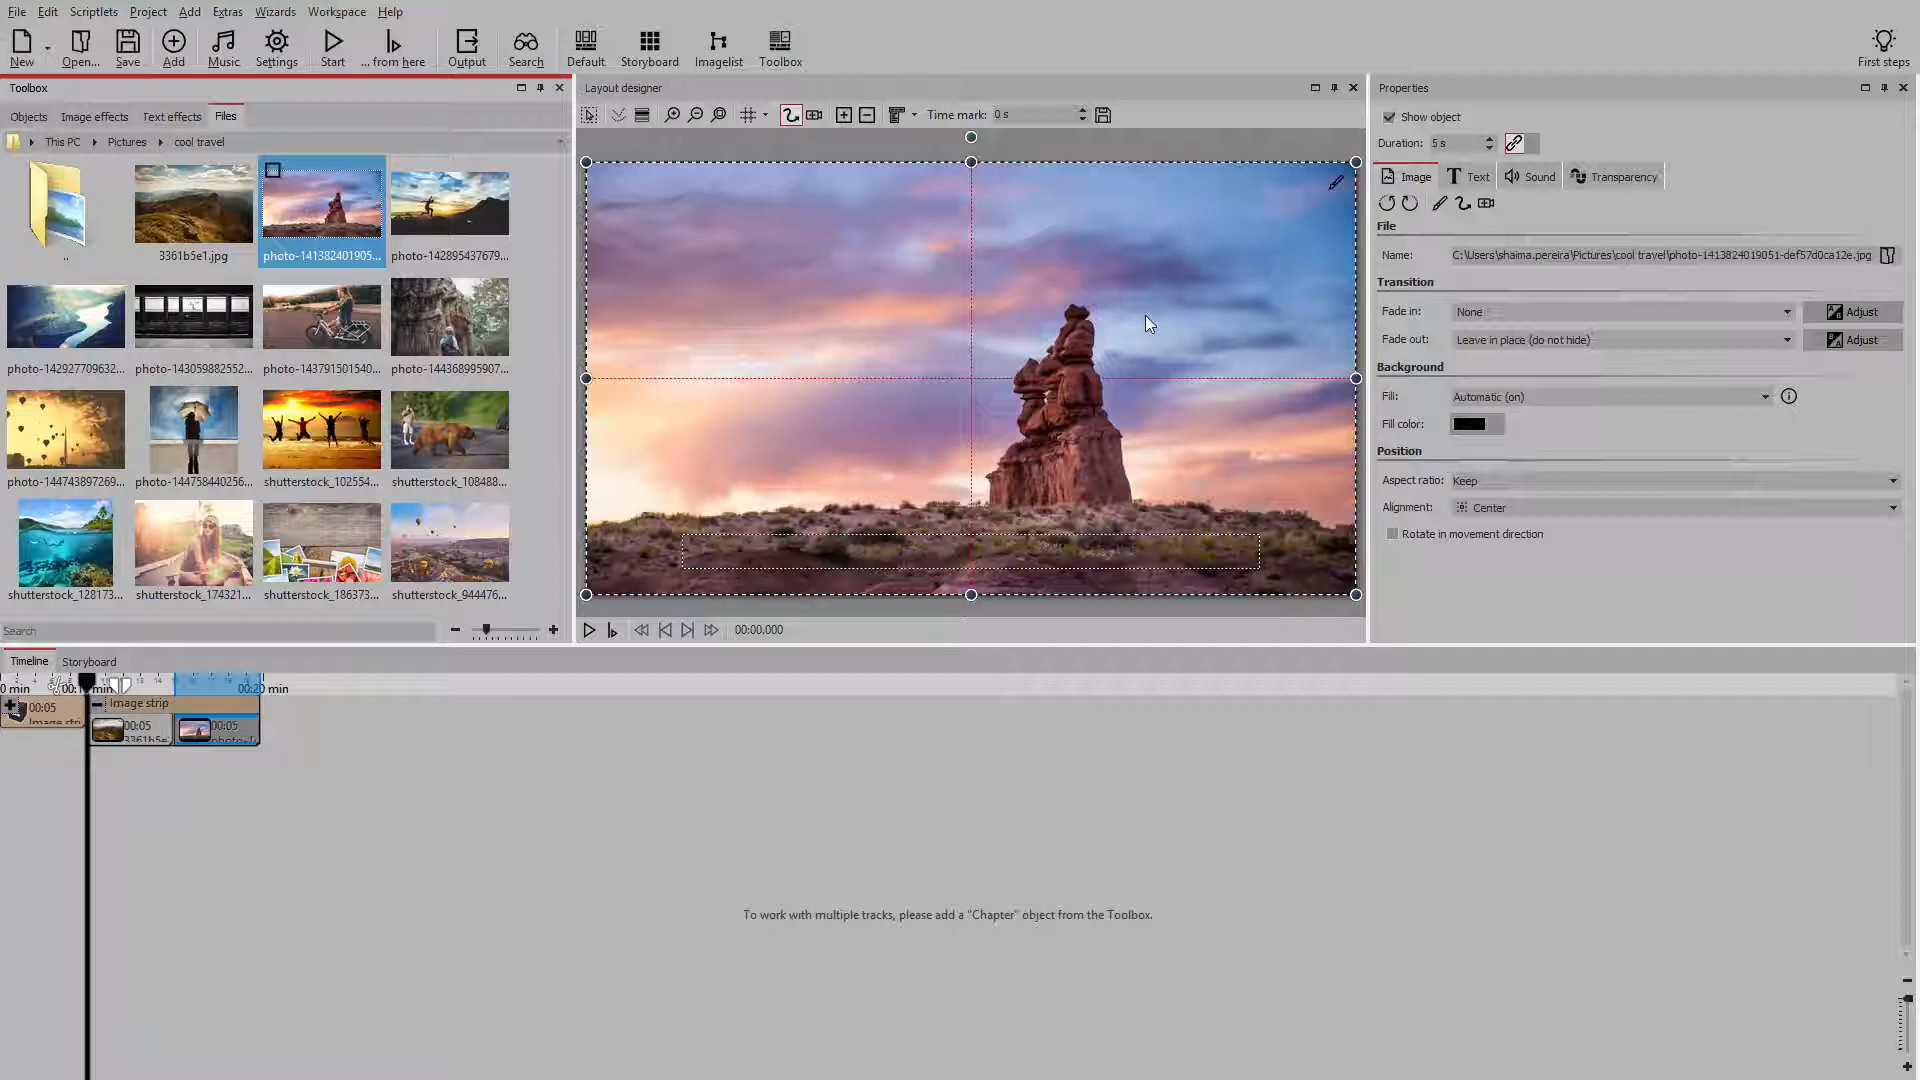 File Edit Scriptlets Project Add Extras Wizards Workspace Help
New Open... Save Add Music Settings Start ... from here Output Search Default Storyboard Imagelist Toolbox First steps
Toolbox
Objects Image effects Text effects Files
This PC Pictures cool travel
.. 3361b5e1.jpg photo-141382401905... photo-142895437679...
photo-142927709632... photo-143059882552... photo-143791501540... photo-144368995907...
photo-144743897269... photo-144758440256... shutterstock_102554... shutterstock_108488...
shutterstock_128173... shutterstock_174321... shutterstock_186373... shutterstock_944476...
Search
Layout designer
Time mark: 0 s
00:00.000
Properties
Show object
Duration: 5 s
Image Text Sound Transparency
File
Name: C:\Users\shaima.pereira\Pictures\cool travel\photo-1413824019051-def57d0ca12e.jpg
Transition
Fade in: None Adjust
Fade out: Leave in place (do not hide) Adjust
Background
Fill: Automatic (on)
Fill color:
Position
Aspect ratio: Keep
Alignment: Center
Rotate in movement direction
Timeline Storyboard
0 min 00:20 min
00:05 Image strip
00:05 00:05
To work with multiple tracks, please add a "Chapter" object from the Toolbox.